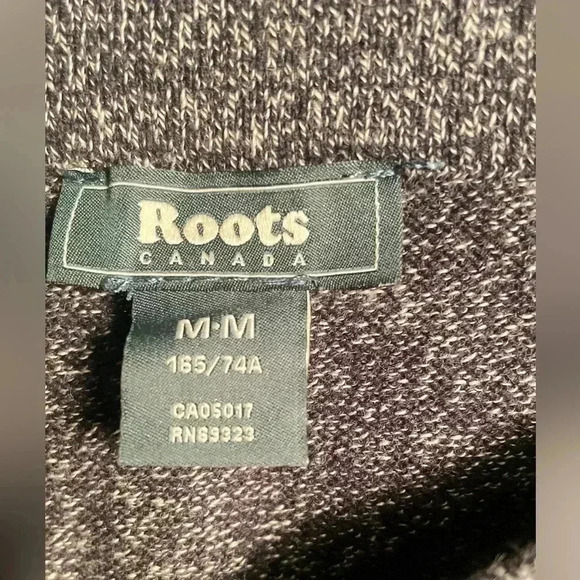 Roots
CANADA
M·M
165/74A
CA05017
RN69323